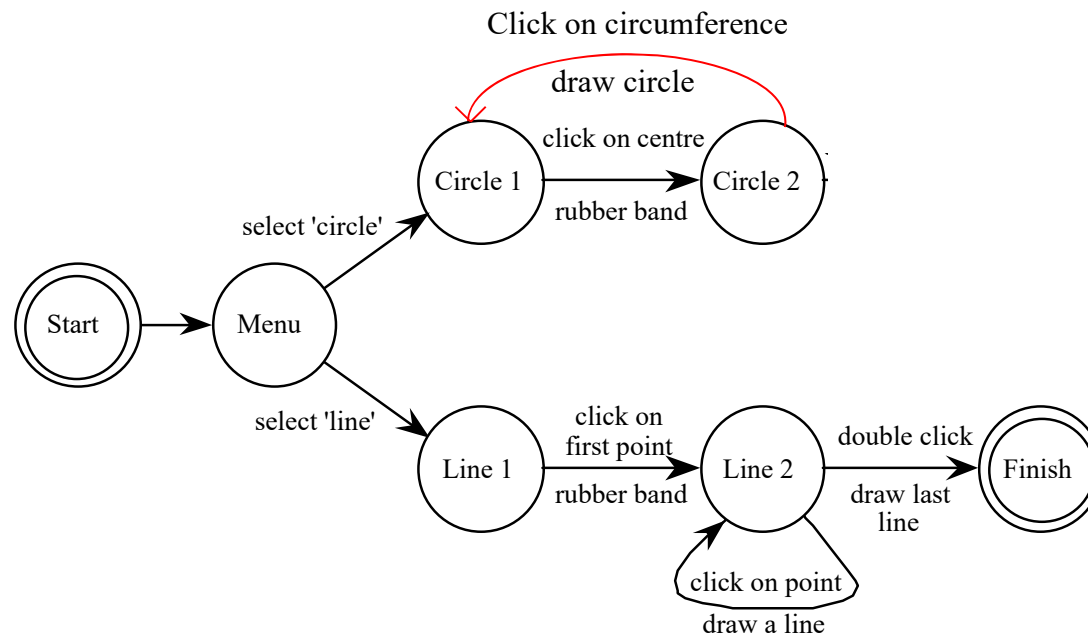 Click on circumference
draw circle
click on centre
Circle 1
Circle 2
rubber band
select 'circle'
Start
Menu
select 'line'
click on
first point
double click
Line 1
Line 2
Finish
rubber band
draw last
line
click on point
draw a line